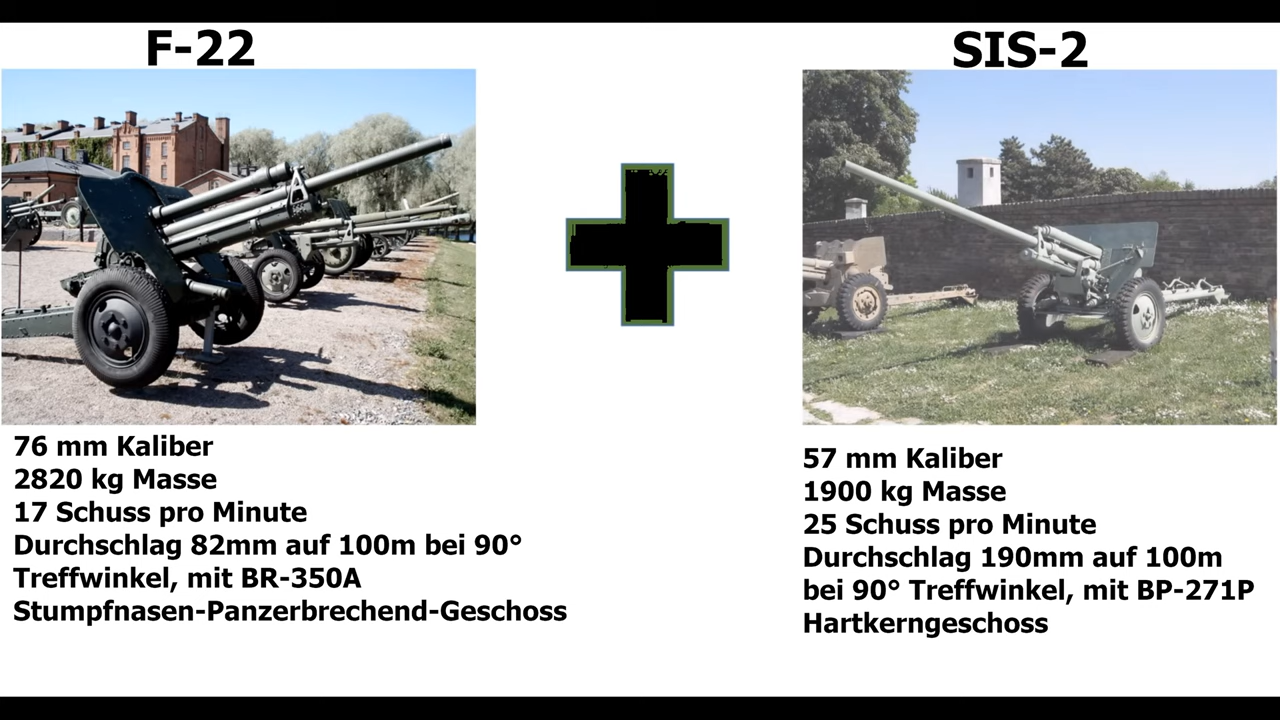 F-22
76 mm Kaliber
2820 kg Masse
17 Schuss pro Minute
Durchschlag 82mm auf 100m bei 90°
Treffwinkel, mit BR-350A
Stumpfnasen-Panzerbrechend-Geschoss
SIS-2
57 mm Kaliber
1900 kg Masse
25 Schuss pro Minute
Durchschlag 190mm auf 100m
bei 90° Treffwinkel, mit BP-271P
Hartkerngeschoss